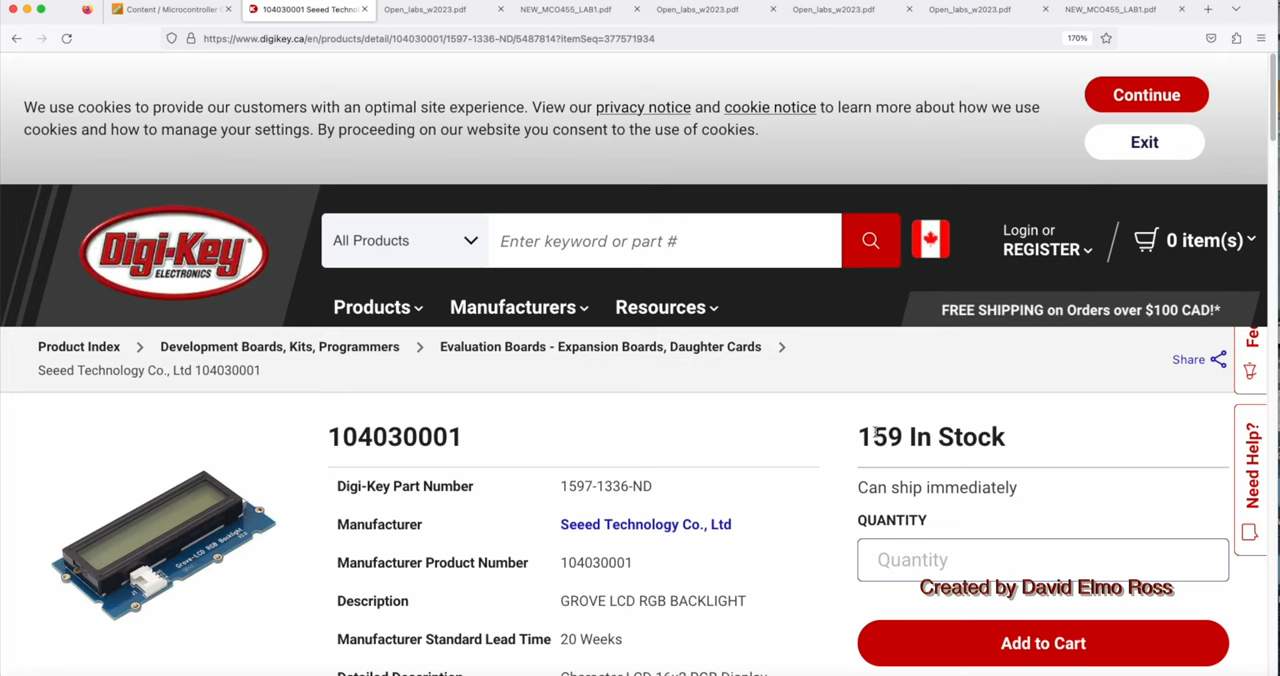 Content / Microcontroller
104030001 Seeed Techno
Open_labs_w2023.pdf
NEW_MCO455_LAB1.pdf
Open_labs_w2023.pdf
Open_labs_w2023.pdf
Open_labs_w2023.pdf
NEW_MCO455_LAB1.pdf
https://www.digikey.ca/en/products/detail/104030001/1597-1336-ND/5487814?itemSeq=377571934
170%
We use cookies to provide our customers with an optimal site experience. View our privacy notice and cookie notice to learn more about how we use
cookies and how to manage your settings. By proceeding on our website you consent to the use of cookies.
Continue
Exit
Digi-Key
ELECTRONICS
All Products
Enter keyword or part #
Login or
REGISTER
0 item(s)
Products
Manufacturers
Resources
FREE SHIPPING on Orders over $100 CAD!*
Product Index
Development Boards, Kits, Programmers
Evaluation Boards - Expansion Boards, Daughter Cards
Seeed Technology Co., Ltd 104030001
Share
Need Help?
104030001
159 In Stock
Digi-Key Part Number 1597-1336-ND
Can ship immediately
Manufacturer Seeed Technology Co., Ltd
QUANTITY
Quantity
Manufacturer Product Number 104030001
Created by David Elmo Ross
Description GROVE LCD RGB BACKLIGHT
Manufacturer Standard Lead Time 20 Weeks
Add to Cart
Grove-LCD RGB Backlight